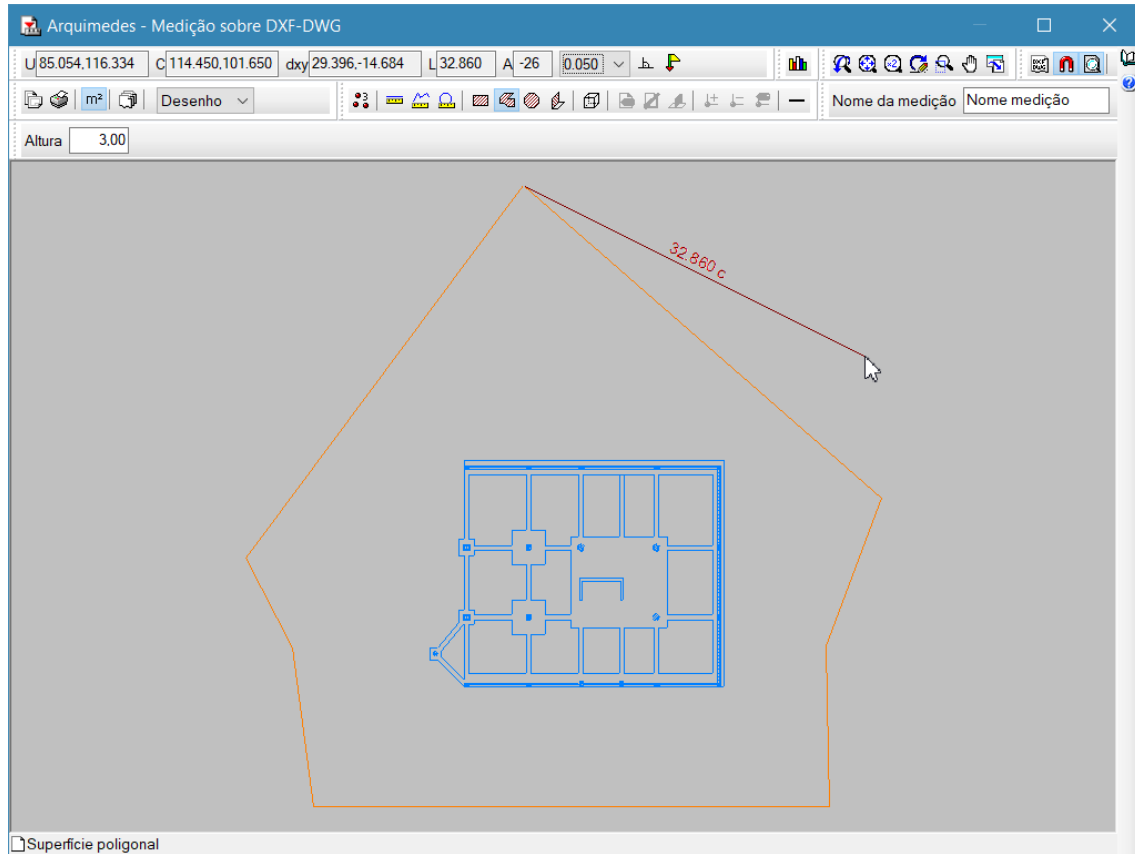 Arquimedes - Medição sobre DXF-DWG
U 85.054,116.334 C 114.450,101.650 dxy 29.396,-14.684 L 32.860 A -26 0.050
m² Desenho Nome da medição Nome medição
Altura 3,00
32.860 c
Superfície poligonal